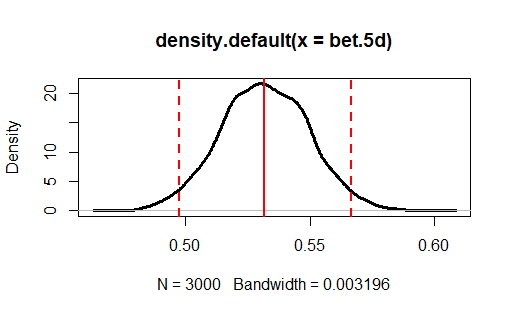 density.default(x = bet.5d)
Density
20
10
5
0
0.50
0.55
0.60
N = 3000   Bandwidth = 0.003196